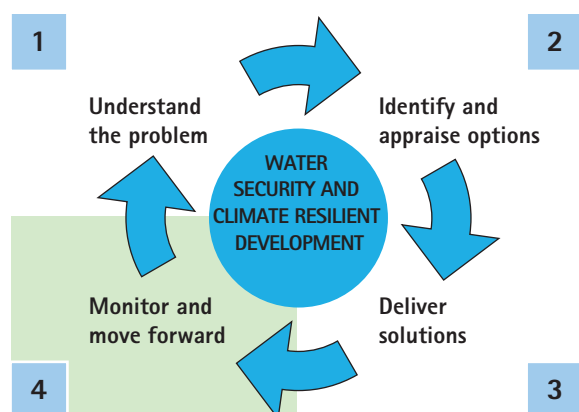 1
2
Understand
the problem
Identify and
appraise options
WATER
SECURITY AND
CLIMATE RESILIENT
DEVELOPMENT
Monitor and
move forward
Deliver
solutions
4
3